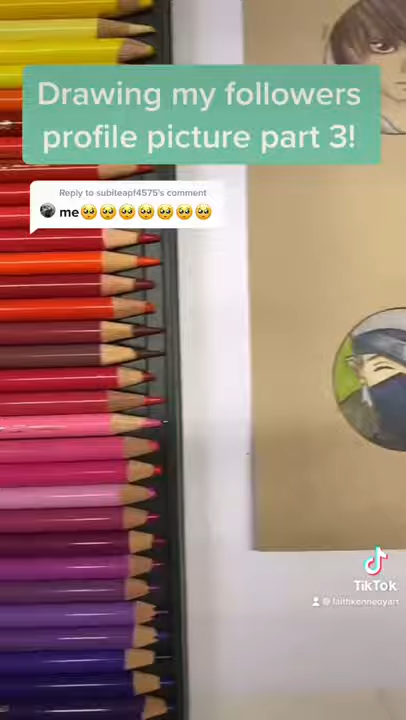 Drawing my followers
profile picture part 3!
Reply to subiteapf4575's comment
me🥺🥺🥺🥺🥺🥺🥺
TikTok
@faithkennedyart